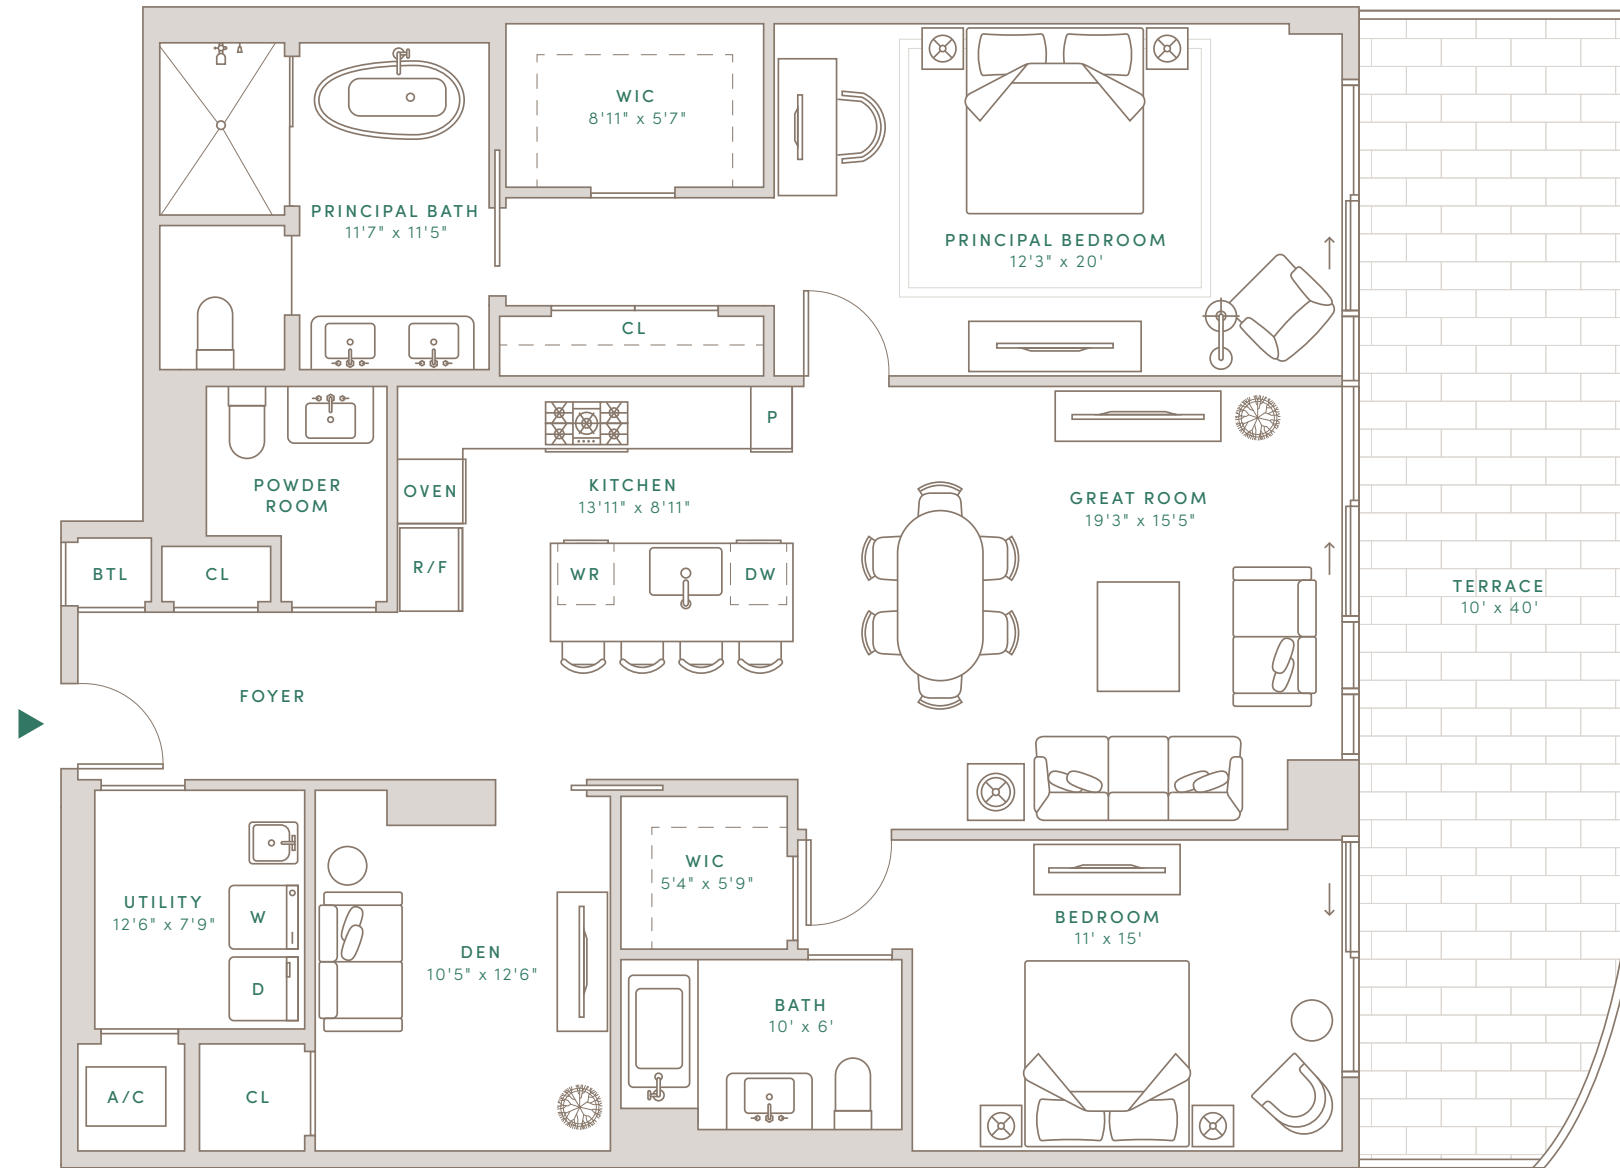 WIC
8'11" x 5'7"
PRINCIPAL BATH
11'7" x 11'5"
PRINCIPAL BEDROOM
12'3" x 20'
CL
P
POWDER
ROOM
OVEN
KITCHEN
13'11" x 8'11"
GREAT ROOM
19'3" x 15'5"
BTL
CL
R/F
WR
DW
TERRACE
10' x 40'
FOYER
WIC
5'4" x 5'9"
UTILITY
12'6" x 7'9"
W
BEDROOM
11' x 15'
DEN
10'5" x 12'6"
D
BATH
10' x 6'
A/C
CL